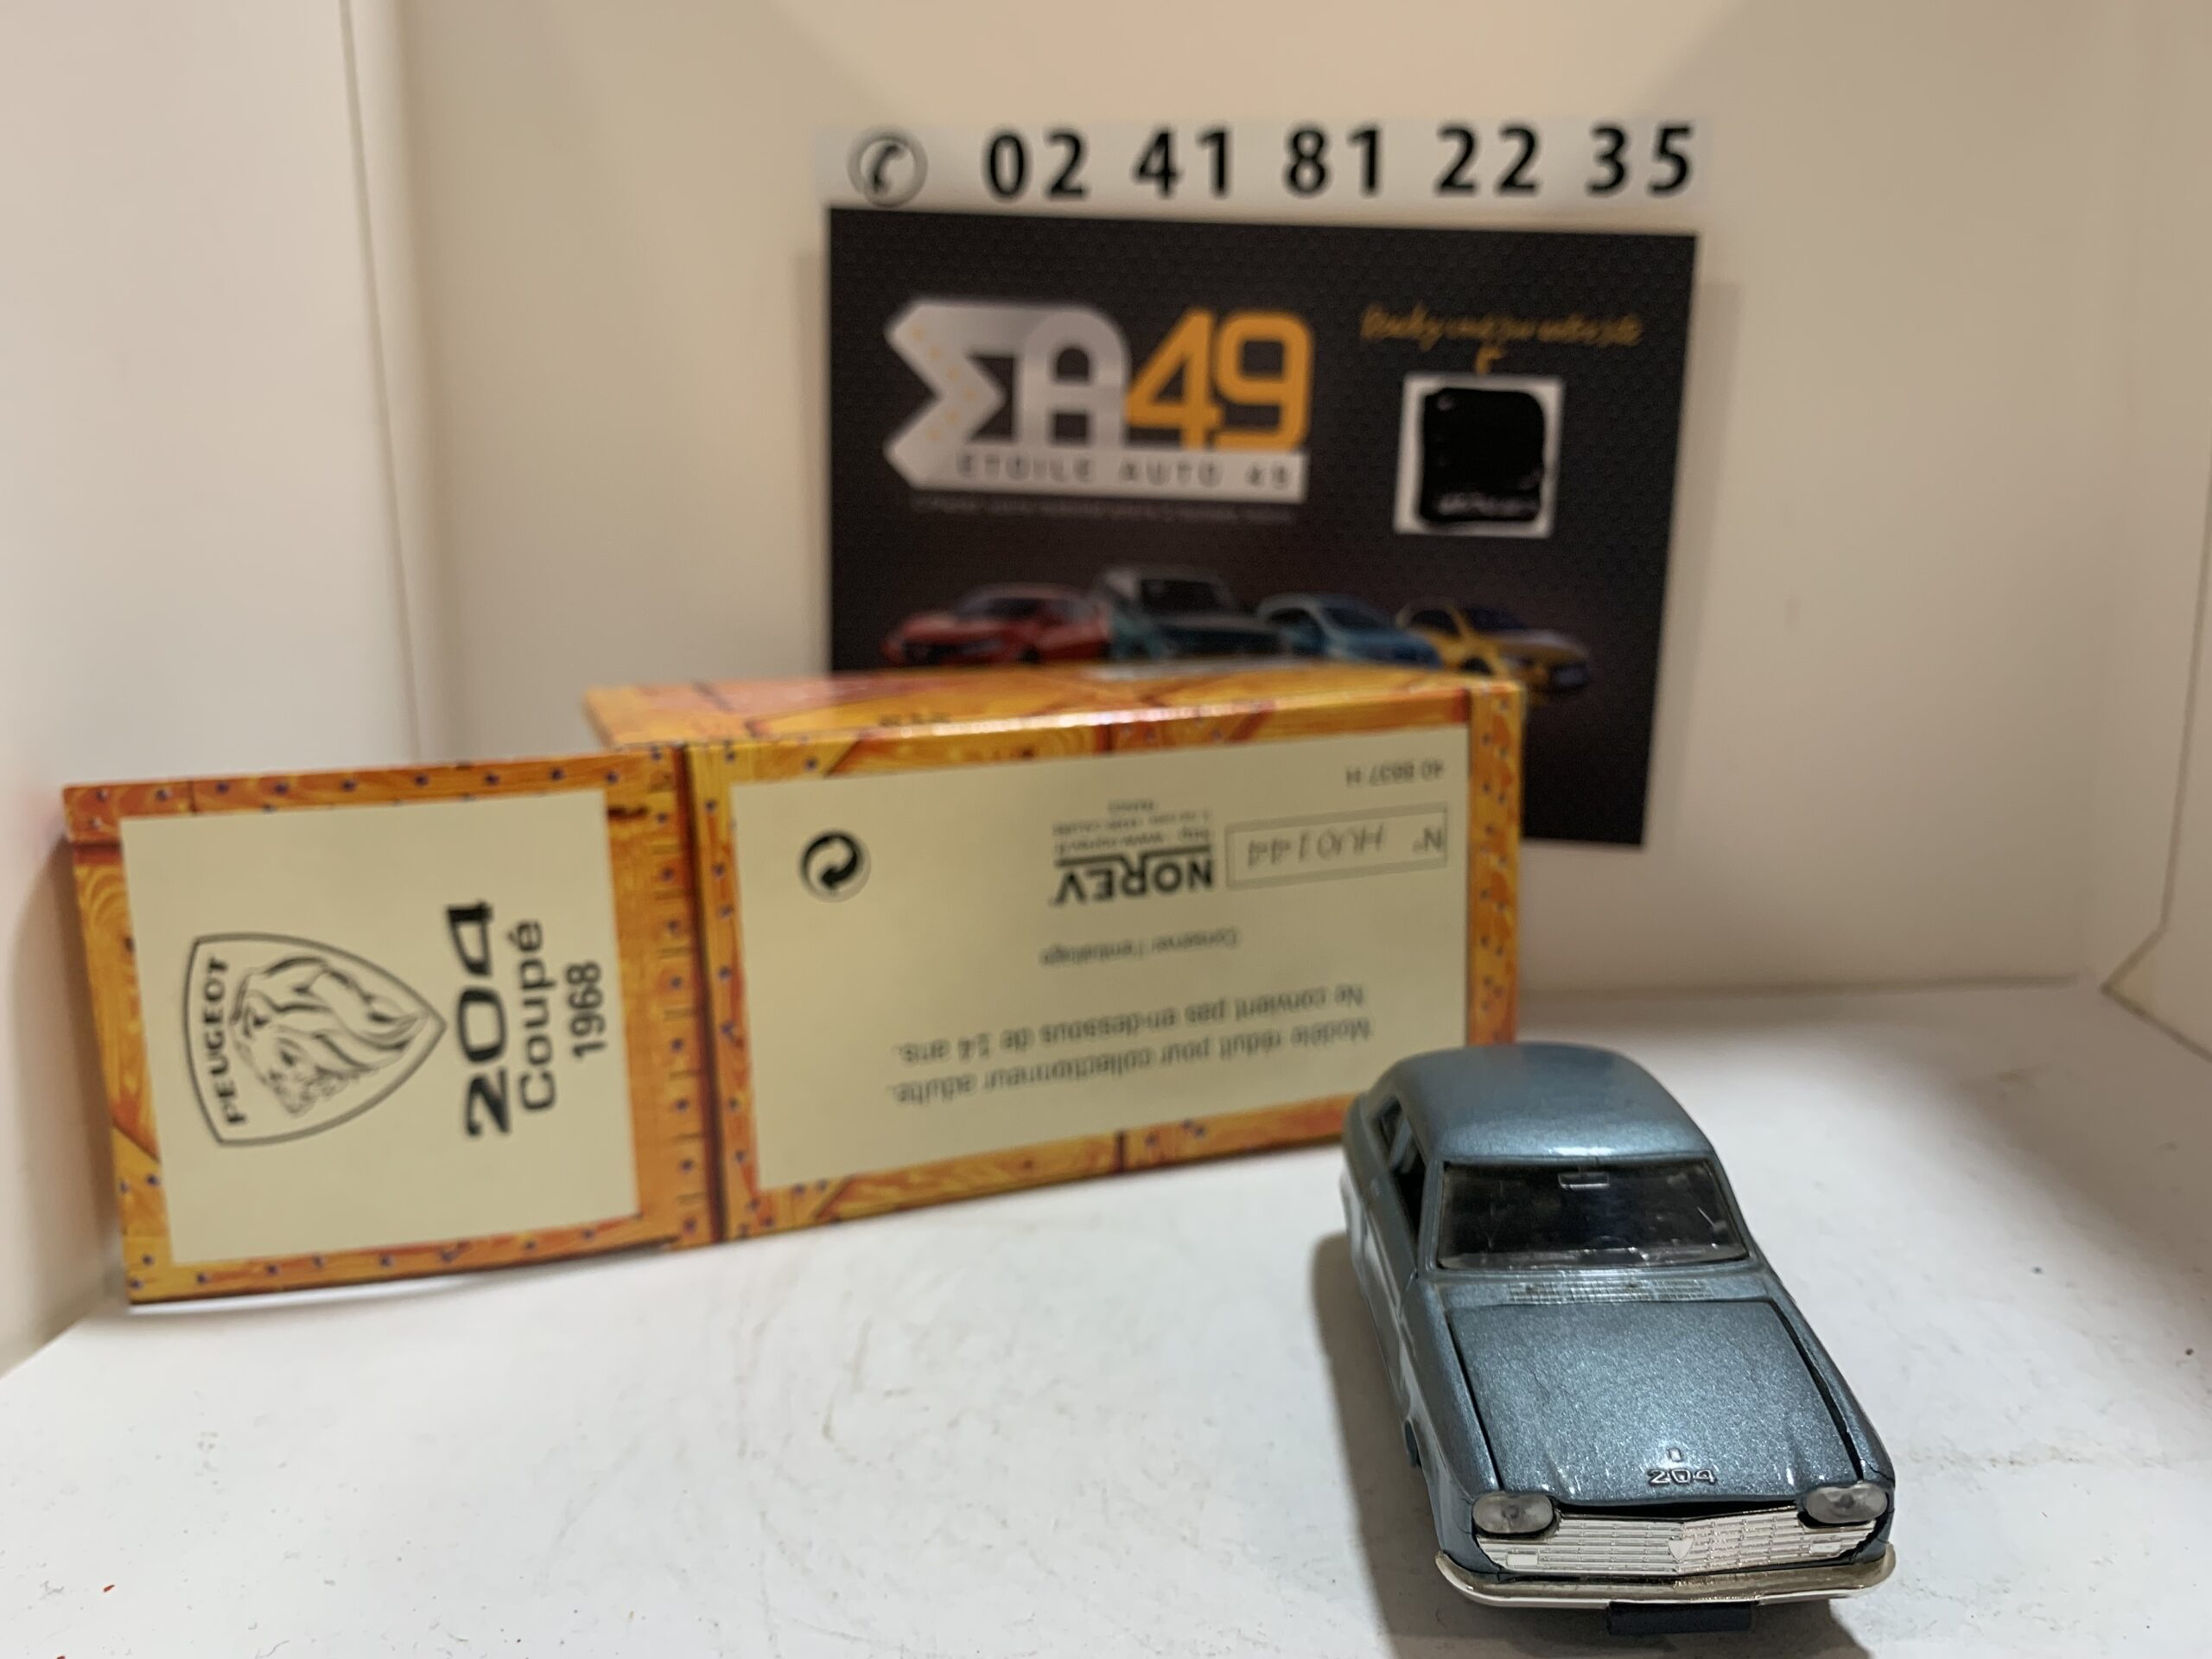 02 41 81 22 35
EA49
ETOILE AUTO 49
PEUGEOT
204
Coupé
1968
Modèle réduit pour collectionneur adulte.
Ne convient pas en-dessous de 14 ans.
Conserver l'emballage
NOREV
N° HU0144
204